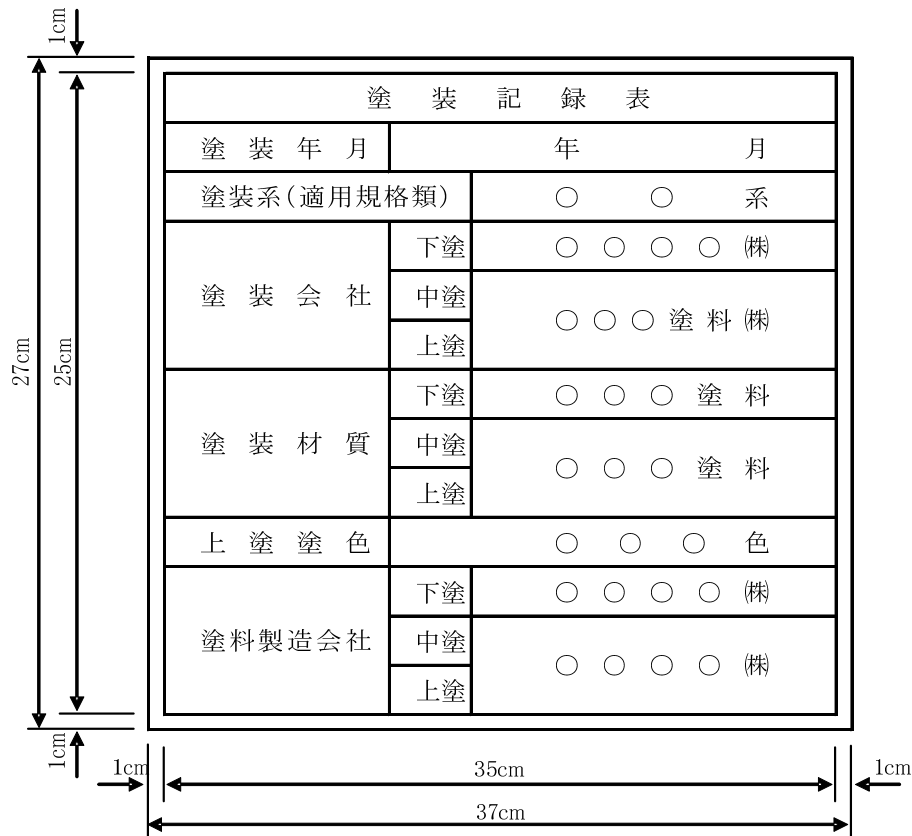 1cm
塗装記録表
塗装年月 年 月
塗装系(適用規格類) ○ ○ 系
下塗 ○○○○㈱
塗装会社 中塗 ○○○塗料㈱
上塗
下塗 ○○○塗料
塗装材質 中塗 ○○○塗料
上塗
上塗塗色 ○○○色
下塗 ○○○○㈱
塗料製造会社 中塗 ○○○○㈱
上塗
27cm
25cm
1cm
1cm 35cm 1cm
37cm